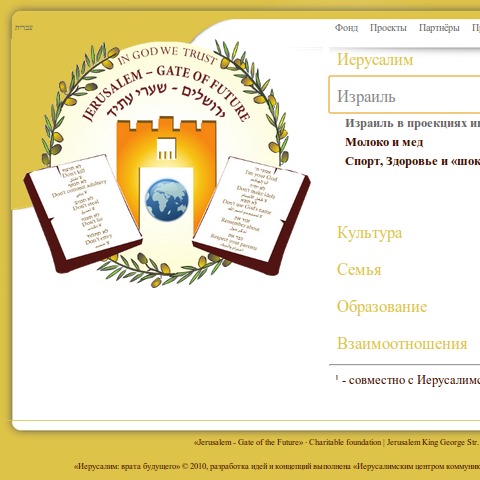 עברית
Фонд Проекты Партнёры
IN GOD WE TRUST
JERUSALEM – GATE OF FUTURE
ירושלים - שערי עתיד
Don't kill
Don't commit adultery
Don't steal
Don't lie
Don't envy
I'm your God
Don't make idols
Don't use God's name
Remember about
Respect your parents
Иерусалим
Израиль
Израиль в проекциях
Молоко и мед
Спорт, Здоровье и «шок
Культура
Семья
Образование
Взаимоотношения
¹ - совместно с Иерусалимс
«Jerusalem - Gate of the Future» - Charitable foundation | Jerusalem King George Str.
«Иерусалим: врата будущего» © 2010, разработка идей и концепций выполнена «Иерусалимским центром коммуник